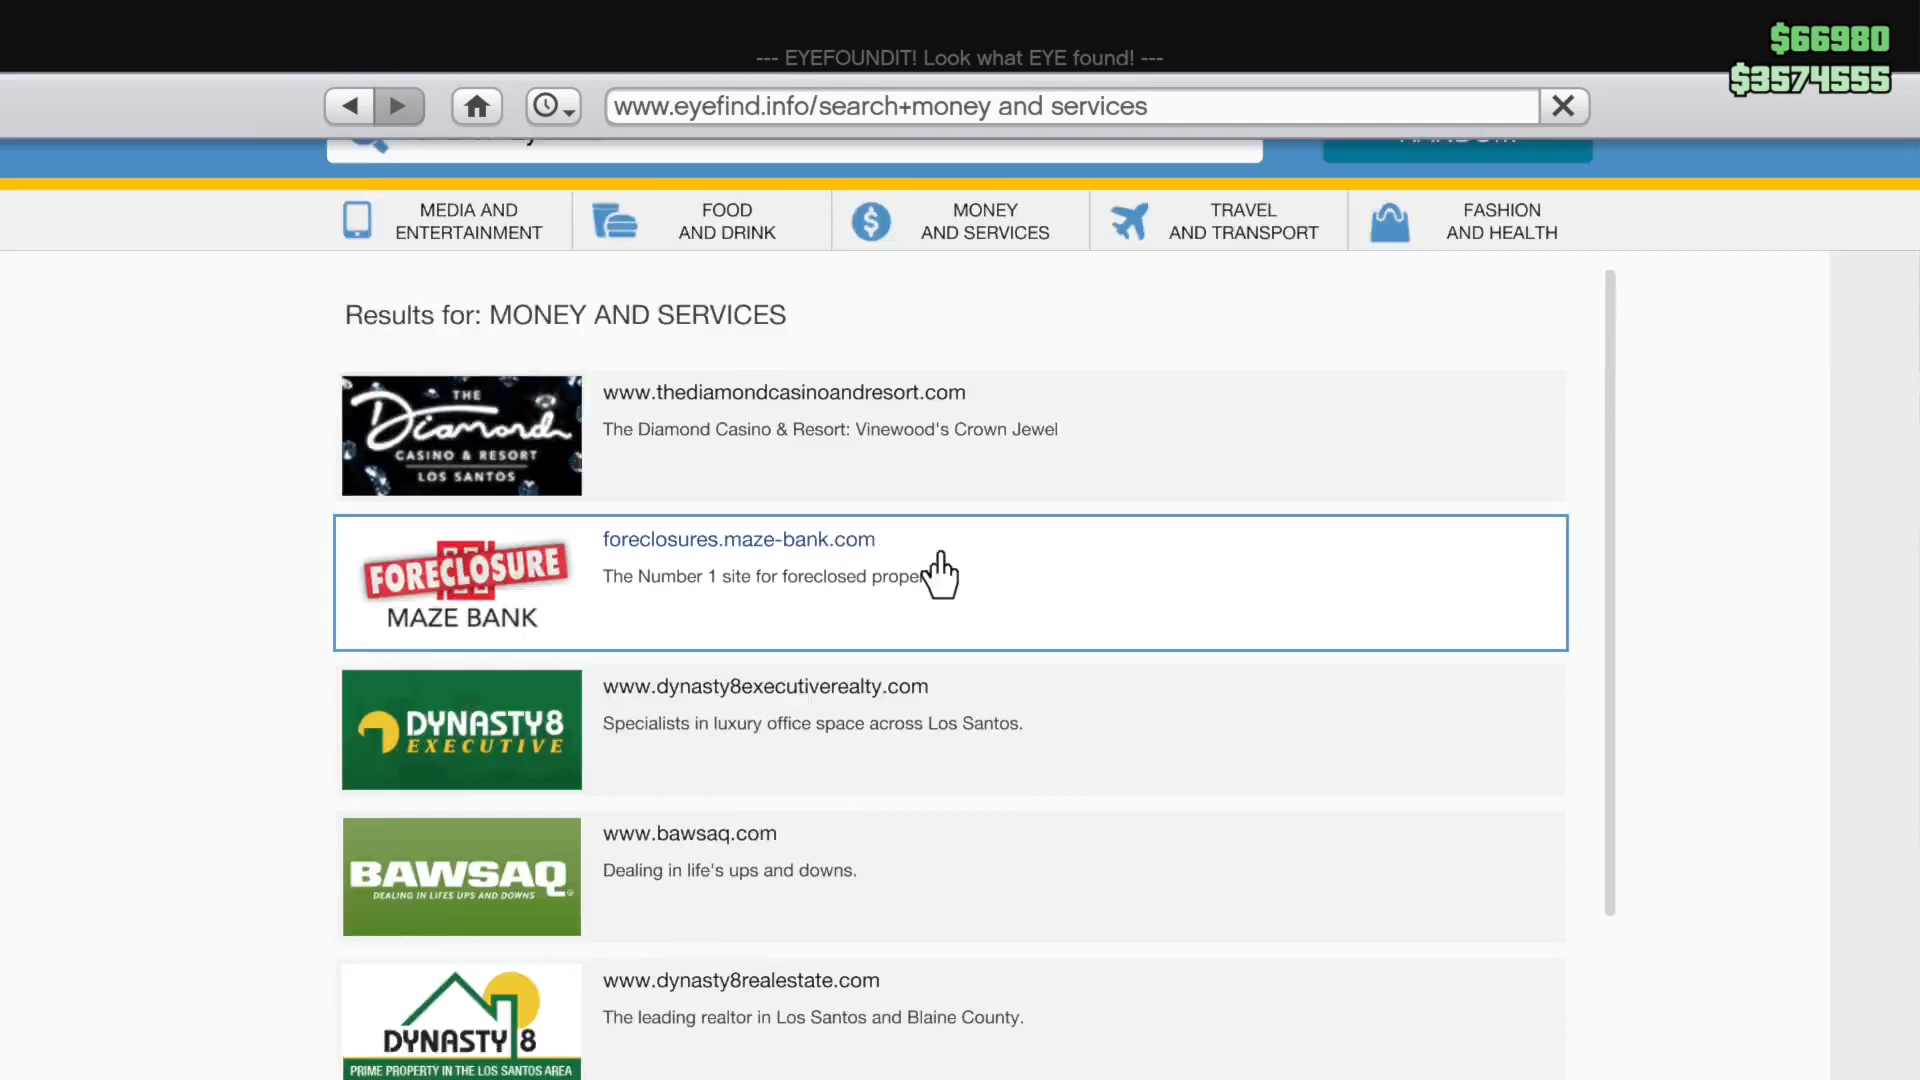 $66980
--- EYEFOUNDIT! Look what EYE found! ---
$3574555
www.eyefind.info/search+money and services
MEDIA AND
ENTERTAINMENT
FOOD
AND DRINK
MONEY
AND SERVICES
TRAVEL
AND TRANSPORT
FASHION
AND HEALTH
Results for: MONEY AND SERVICES
THE
Diamond
CASINO & RESORT
LOS SANTOS
www.thediamondcasinoandresort.com
The Diamond Casino & Resort: Vinewood's Crown Jewel
FORECLOSURE
MAZE BANK
foreclosures.maze-bank.com
The Number 1 site for foreclosed
DYNASTY8
EXECUTIVE
www.dynasty8executiverealty.com
Specialists in luxury office space across Los Santos.
BAWSAQ
DEALING IN LIFES UPS AND DOWNS
www.bawsaq.com
Dealing in life's ups and downs.
DYNASTY 8
PRIME PROPERTY IN THE LOS SANTOS AREA
www.dynasty8realestate.com
The leading realtor in Los Santos and Blaine County.